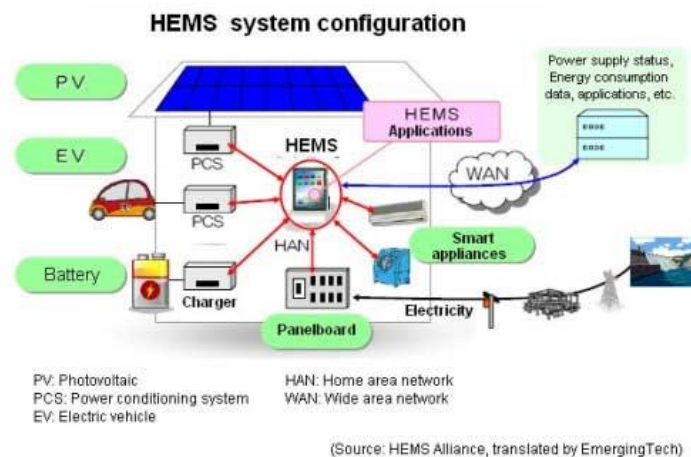 HEMS system configuration
PV
Power supply status,
Energy consumption
data, applications, etc.
HEMS
Applications
HEMS
PCS
EV
WAN
PCS
HAN
Smart
appliances
Battery
Charger
Electricity
Panelboard
PV: Photovoltaic
HAN: Home area network
PCS: Power conditioning system
WAN: Wide area network
EV: Electric vehicle
(Source: HEMS Alliance, translated by EmergingTech)